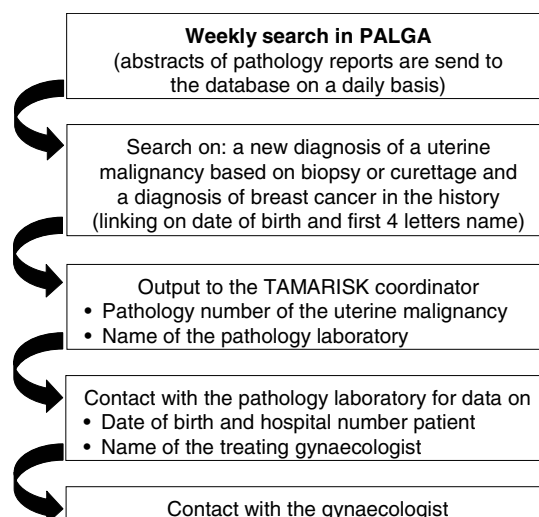 Weekly search in PALGA
(abstracts of pathology reports are send to
the database on a daily basis)
Search on: a new diagnosis of a uterine
malignancy based on biopsy or curettage and
a diagnosis of breast cancer in the history
(linking on date of birth and first 4 letters name)
Output to the TAMARISK coordinator
• Pathology number of the uterine malignancy
• Name of the pathology laboratory
Contact with the pathology laboratory for data on
• Date of birth and hospital number patient
• Name of the treating gynaecologist
Contact with the gynaecologist